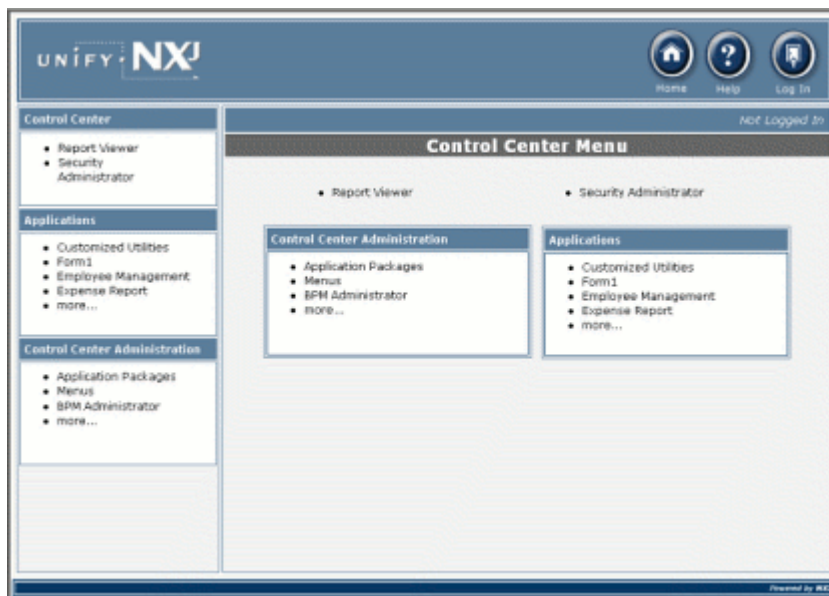 UNIFY NXJ
Home
Help
Log In
Control Center
Report Viewer
Security
Administrator
Applications
Customized Utilities
Form1
Employee Management
Expense Report
more...
Control Center Administration
Application Packages
Menus
BPM Administrator
more...
Not Logged In
Control Center Menu
Report Viewer
Security Administrator
Control Center Administration
Application Packages
Menus
BPM Administrator
more...
Applications
Customized Utilities
Form1
Employee Management
Expense Report
more...
Powered by NXJ